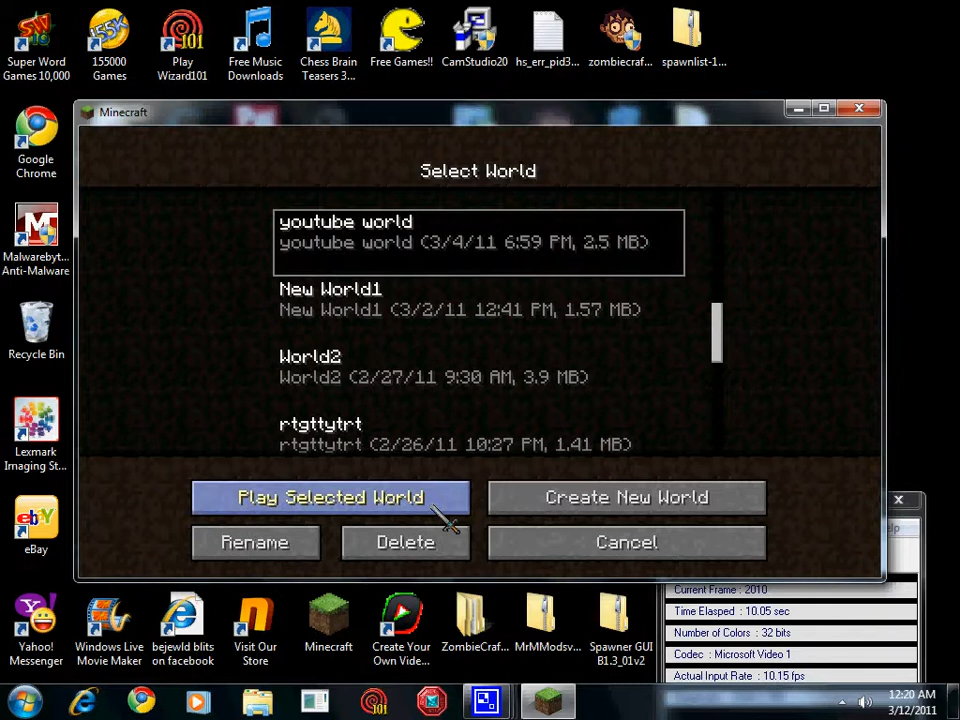 Super Word
Games 10,000
155000
Games
Play
Wizard101
Free Music
Downloads
Chess Brain
Teasers 3...
Free Games!!
CamStudio20
hs_err_pid3...
zombiecraf...
spawnlist-1...
Google
Chrome
Malwarebyt...
Anti-Malware
Recycle Bin
Lexmark
Imaging St...
eBay
Minecraft
Select World
youtube world
youtube world (3/4/11 6:59 PM, 2.5 MB)
New World1
New World1 (3/2/11 12:41 PM, 1.57 MB)
World2
World2 (2/27/11 9:30 AM, 3.9 MB)
rtgttytrt
rtgttytrt (2/26/11 10:27 PM, 1.41 MB)
Play Selected World
Create New World
Rename
Delete
Cancel
Current Frame : 2010
Time Elasped : 10.05 sec
Number of Colors : 32 bits
Codec : Microsoft Video 1
Actual Input Rate : 10.15 fps
Yahoo!
Messenger
Windows Live
Movie Maker
bejewld blits
on facebook
Visit Our
Store
Minecraft
Create Your
Own Vide...
ZombieCraf...
MrMModsv...
Spawner GUI
B1.3_01v2
12:20 AM
3/12/2011